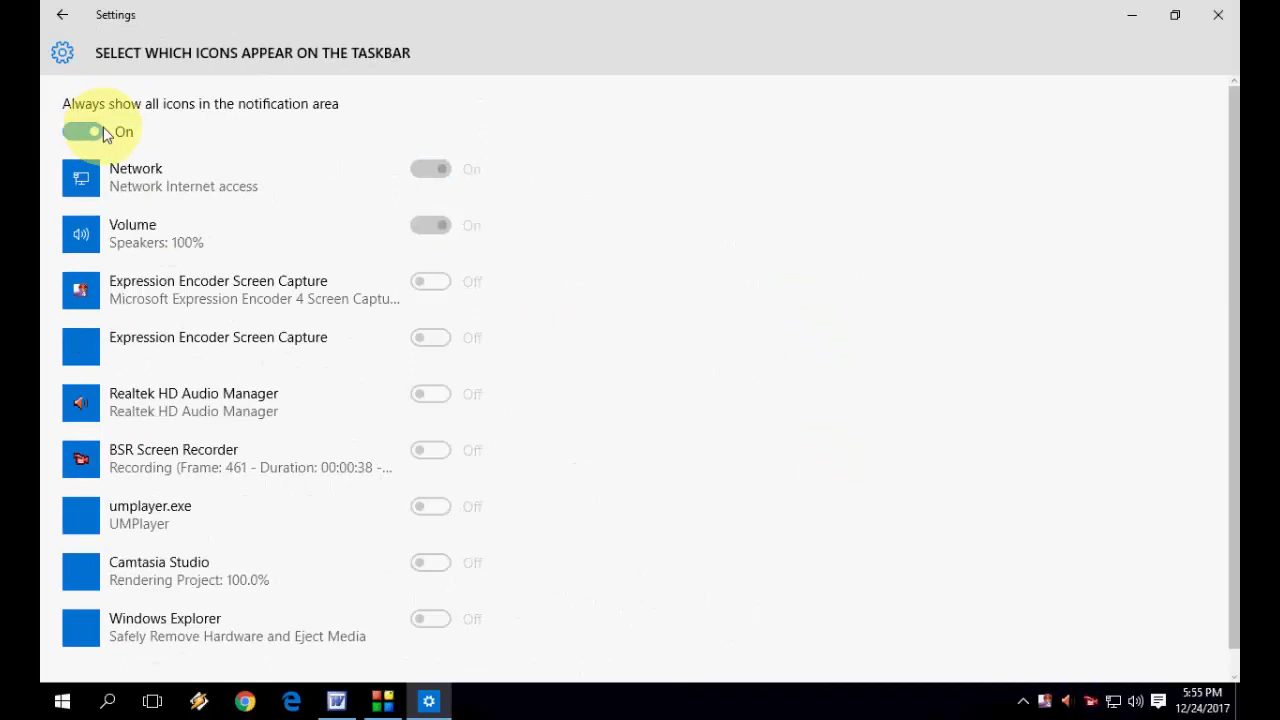 Settings
SELECT WHICH ICONS APPEAR ON THE TASKBAR
Always show all icons in the notification area
On
Network
Network Internet access
On
Volume
Speakers: 100%
On
Expression Encoder Screen Capture
Microsoft Expression Encoder 4 Screen Captu...
Off
Expression Encoder Screen Capture
Off
Realtek HD Audio Manager
Realtek HD Audio Manager
Off
BSR Screen Recorder
Recording (Frame: 461 - Duration: 00:00:38 -...
Off
umplayer.exe
UMPlayer
Off
Camtasia Studio
Rendering Project: 100.0%
Off
Windows Explorer
Safely Remove Hardware and Eject Media
Off
5:55 PM
12/24/2017